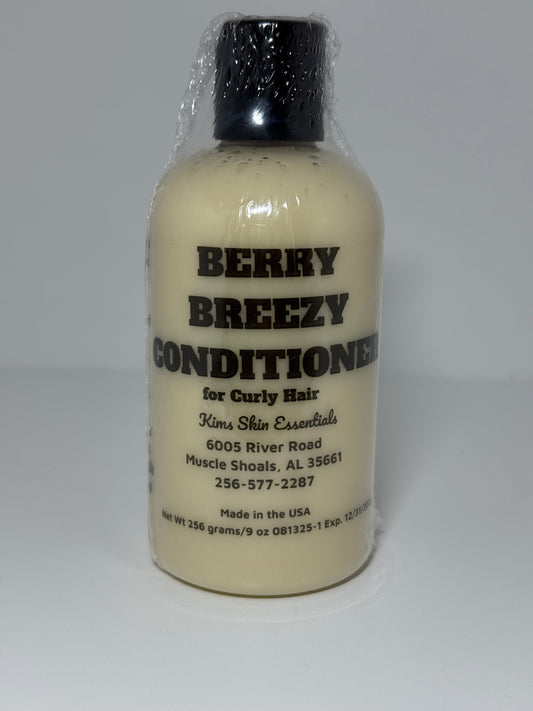 BERRY
BREEZY
CONDITIONER
for Curly Hair
Kims Skin Essentials
6005 River Road
Muscle Shoals, AL 35661
256-577-2287
Made in the USA
Net Wt 256 grams/9 oz 081325-1 Exp.